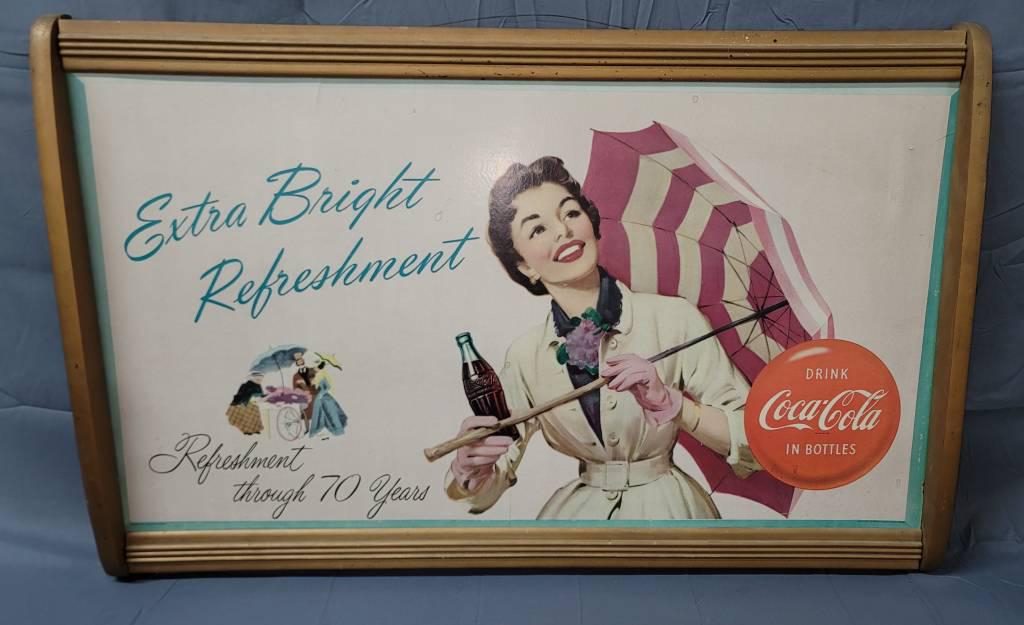 Extra Bright
Refreshment
Refreshment
through 70 Years
DRINK
Coca-Cola
IN BOTTLES